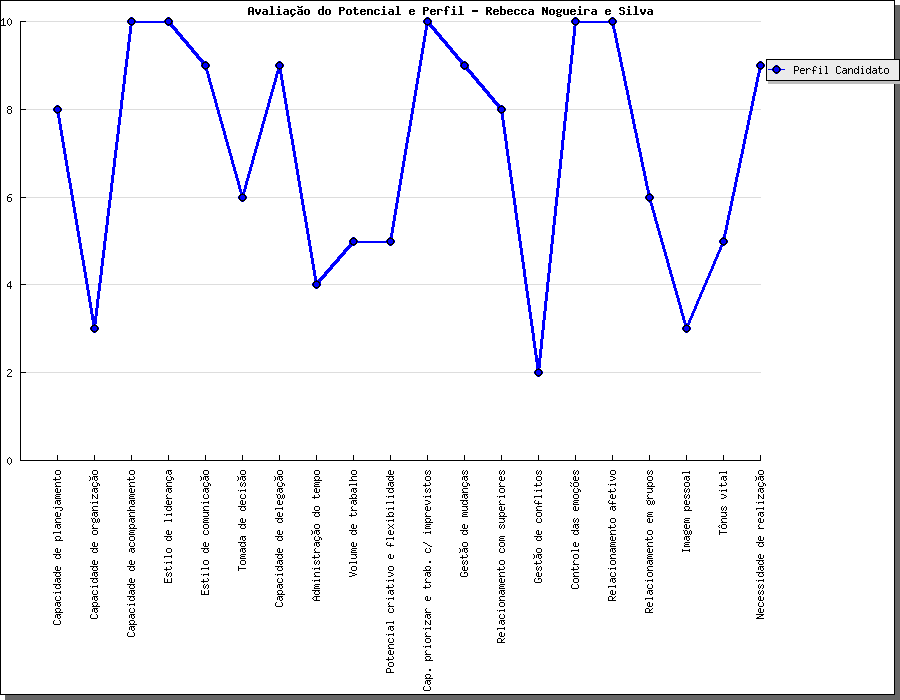 Avaliação do Potencial e Perfil - Rebecca Nogueira e Silva
10
8
6
4
2
0
Perfil Candidato
Capacidade de planejamento
Capacidade de organização
Capacidade de acompanhamento
Estilo de liderança
Estilo de comunicação
Tomada de decisão
Capacidade de delegação
Administração do tempo
Volume de trabalho
Potencial criativo e flexibilidade
Cap. priorizar e trab. c/ imprevistos
Gestão de mudanças
Relacionamento com superiores
Gestão de conflitos
Controle das emoções
Relacionamento afetivo
Relacionamento em grupos
Imagem pessoal
Tônus vital
Necessidade de realização